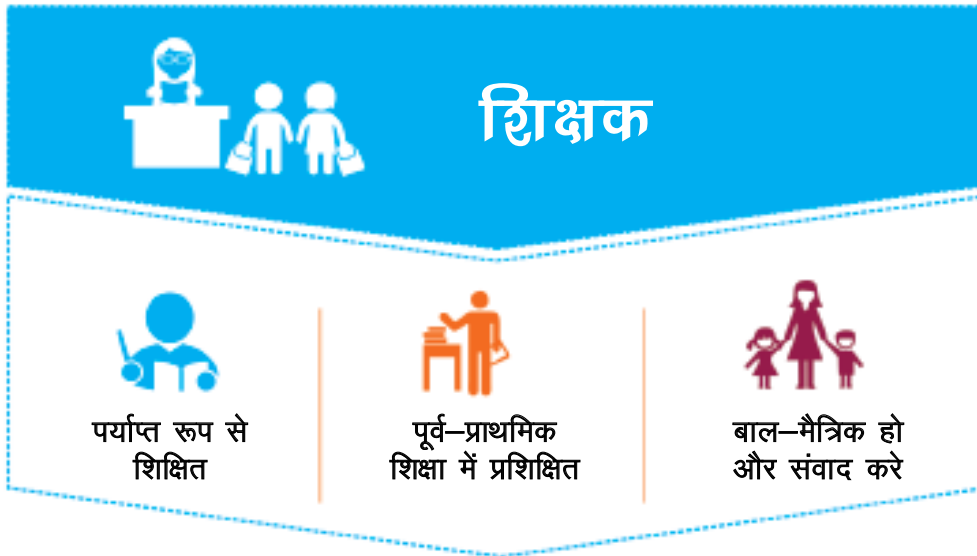 शिक्षक
पर्याप्त रूप से
शिक्षित
पूर्व–प्राथमिक
शिक्षा में प्रशिक्षित
बाल–मैत्रिक हो
और संवाद करे